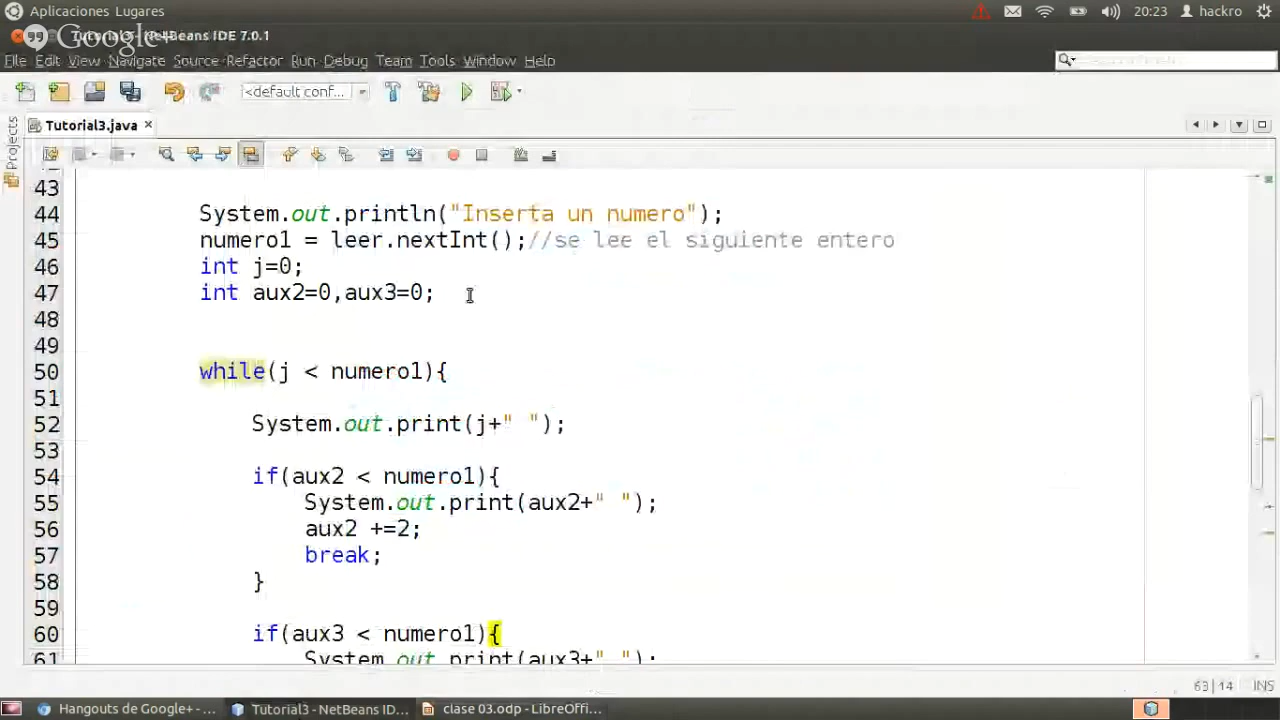 Aplicaciones Lugares
20:23 hackro
Google+
Tutorial3 - NetBeans IDE 7.0.1
File Edit View Navigate Source Refactor Run Debug Team Tools Window Help
<default conf...
Tutorial3.java
Projects
43
44 System.out.println("Inserta un numero");
45 numero1 = leer.nextInt();//se lee el siguiente entero
46 int j=0;
47 int aux2=0,aux3=0;
48
49
50 while(j < numero1){
51
52 System.out.print(j+" ");
53
54 if(aux2 < numero1){
55 System.out.print(aux2+" ");
56 aux2 +=2;
57 break;
58 }
59
60 if(aux3 < numero1){
61 System.out.print(aux3+" ");
63|14 INS
Hangouts de Google+ - ... Tutorial3 - NetBeans ID... clase 03.odp - LibreOffi...